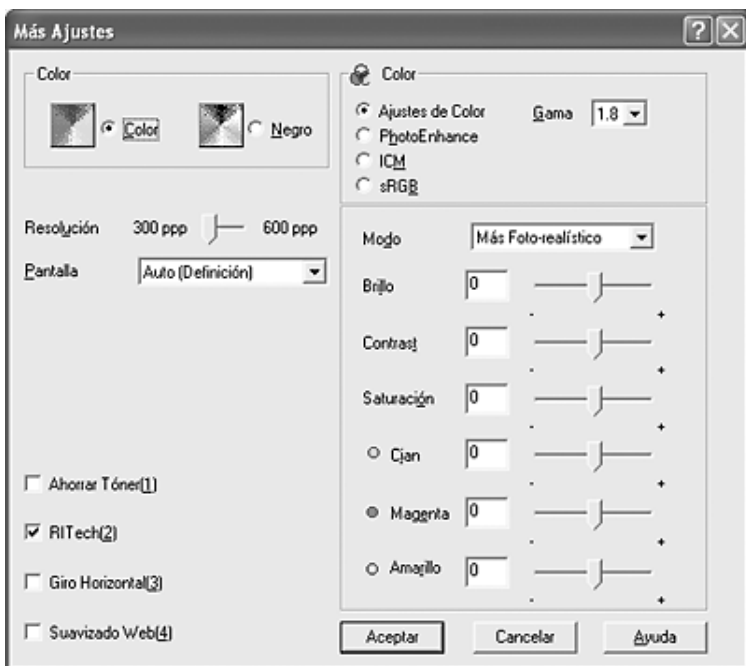 Más Ajustes
Color
Color
Negro
Resolución 300 ppp 600 ppp
Pantalla Auto (Definición)
Ahorrar Tóner(1)
RITech(2)
Giro Horizontal(3)
Suavizado Web(4)
Color
Ajustes de Color
PhotoEnhance
ICM
sRGB
Gama 1.8
Modo Más Foto-realístico
Brillo 0
- +
Contrast 0
- +
Saturación 0
- +
Cian 0
- +
Magenta 0
- +
Amarillo 0
- +
Aceptar Cancelar Ayuda